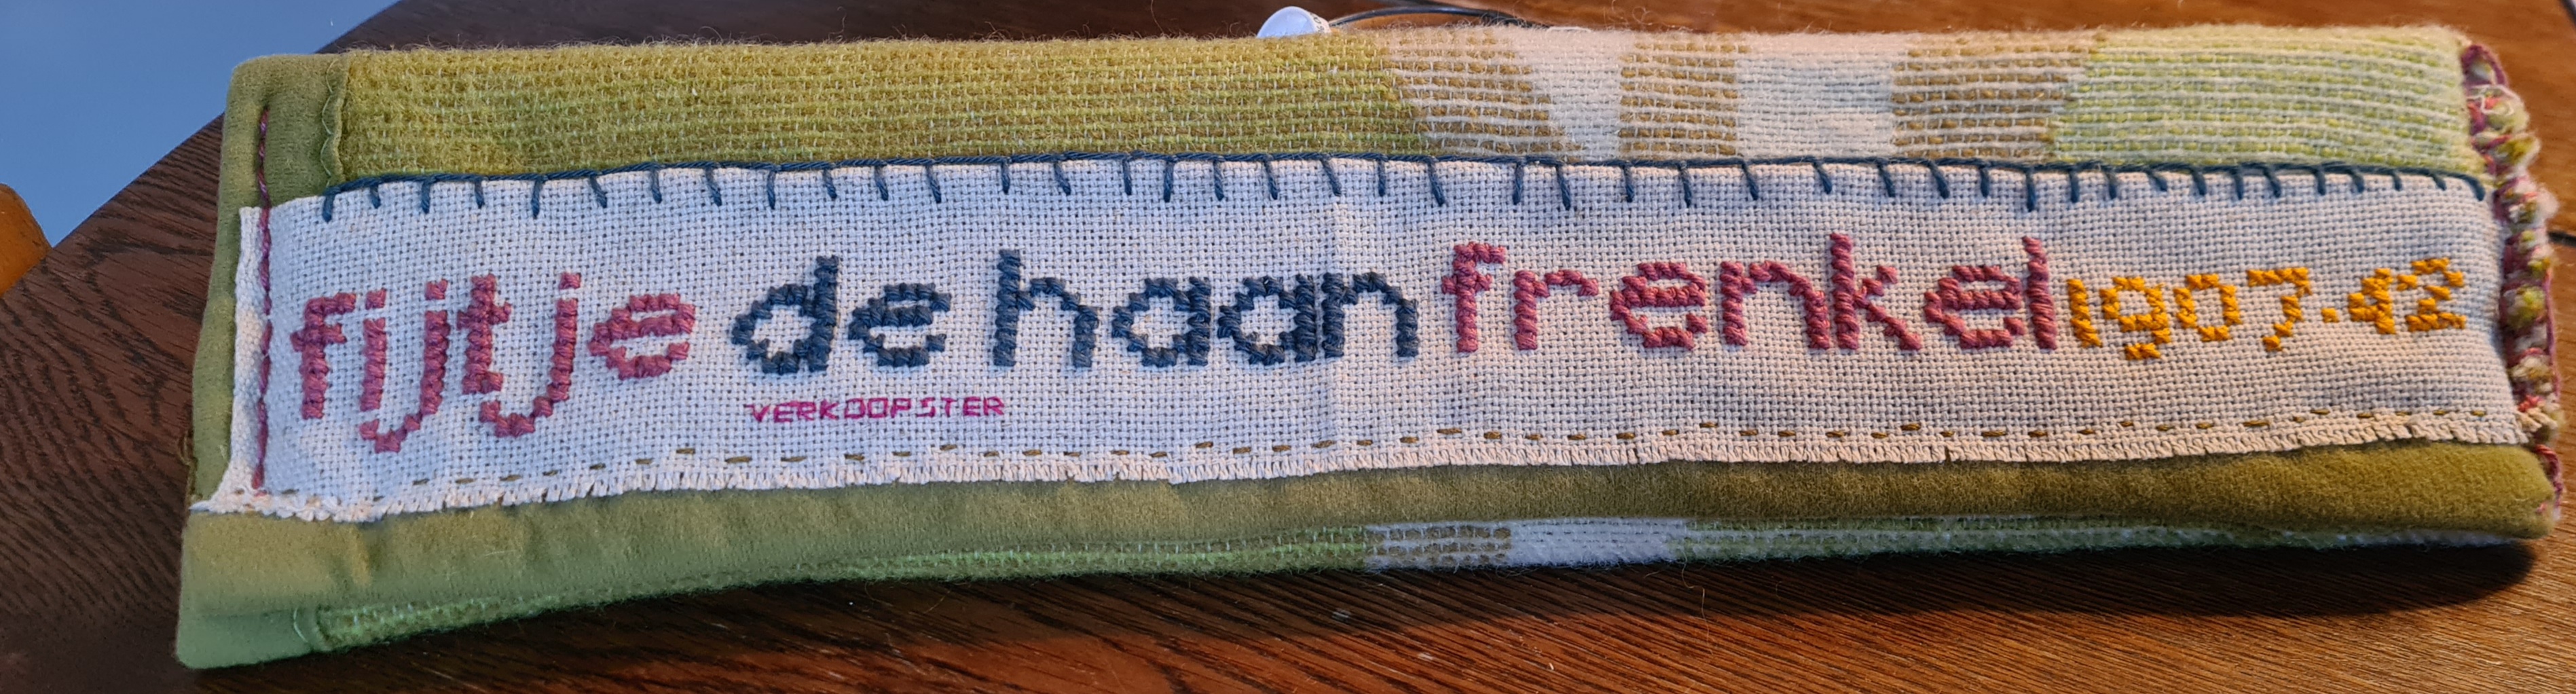 fijtje de haan frenkel 1907.42
VERKOOPSTER